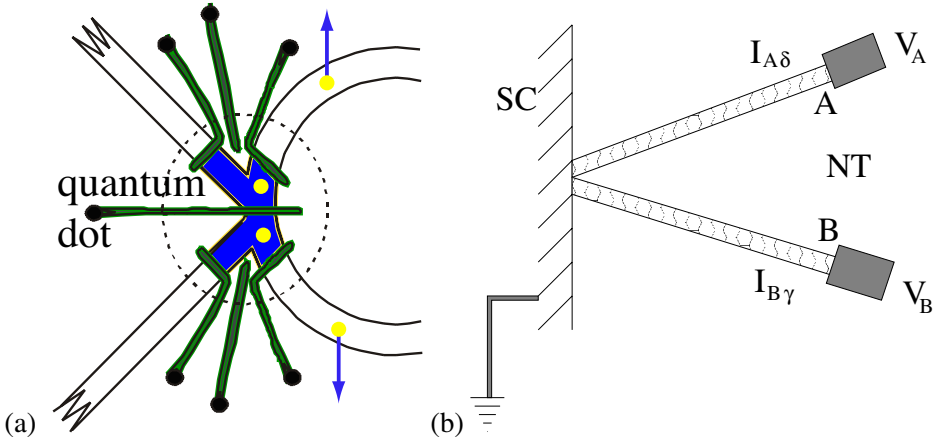 quantum
dot
(a)
SC
I_{Aδ}
V_A
A
NT
B
I_{Bγ}
V_B
(b)